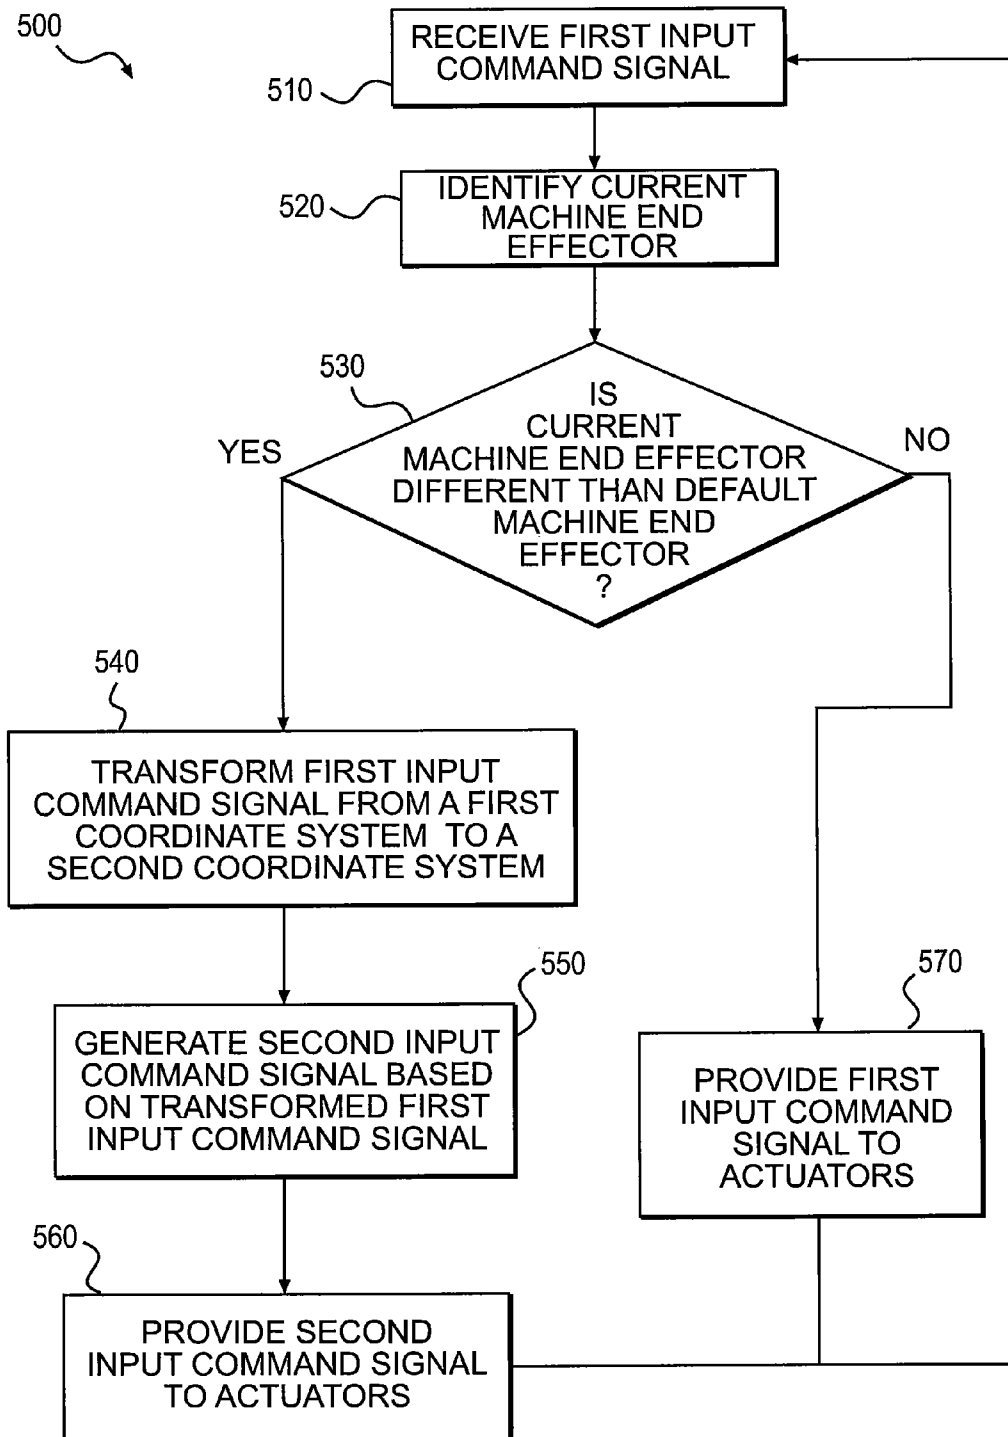 500
RECEIVE FIRST INPUT
COMMAND SIGNAL
510
IDENTIFY CURRENT
MACHINE END
EFFECTOR
520
530
IS
CURRENT
MACHINE END EFFECTOR
DIFFERENT THAN DEFAULT
MACHINE END
EFFECTOR
?
YES
NO
540
TRANSFORM FIRST INPUT
COMMAND SIGNAL FROM A FIRST
COORDINATE SYSTEM TO A
SECOND COORDINATE SYSTEM
550
GENERATE SECOND INPUT
COMMAND SIGNAL BASED
ON TRANSFORMED FIRST
INPUT COMMAND SIGNAL
570
PROVIDE FIRST
INPUT COMMAND
SIGNAL TO
ACTUATORS
560
PROVIDE SECOND
INPUT COMMAND SIGNAL
TO ACTUATORS